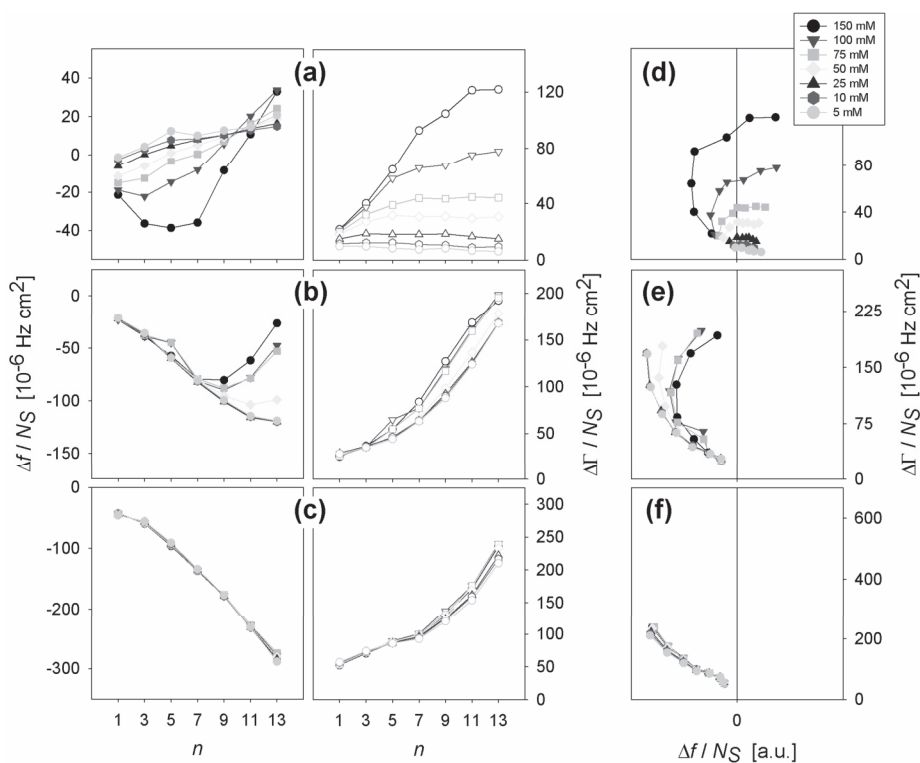 150 mM
100 mM
75 mM
50 mM
25 mM
10 mM
5 mM
(a)
(d)
40
20
0
-20
-40
120
80
40
0
80
40
0
(b)
(e)
0
-50
-100
-150
200
150
100
50
0
225
150
75
0
Δf / NS [10-6 Hz cm2]
ΔΓ / NS [10-6 Hz cm2]
ΔΓ / NS [10-6 Hz cm2]
(c)
(f)
0
-100
-200
-300
300
250
200
150
100
50
0
600
400
200
0
1 3 5 7 9 11 13
1 3 5 7 9 11 13
0
n
n
Δf / NS [a.u.]